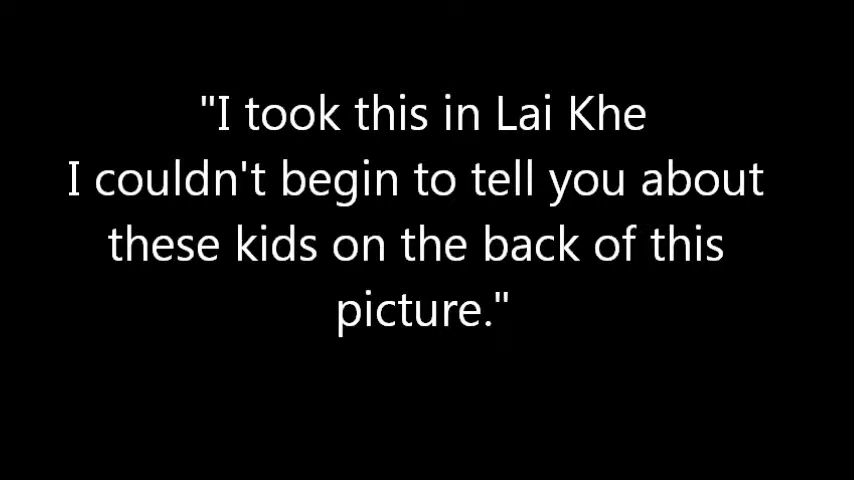 "I took this in Lai Khe
I couldn't begin to tell you about
these kids on the back of this
picture."